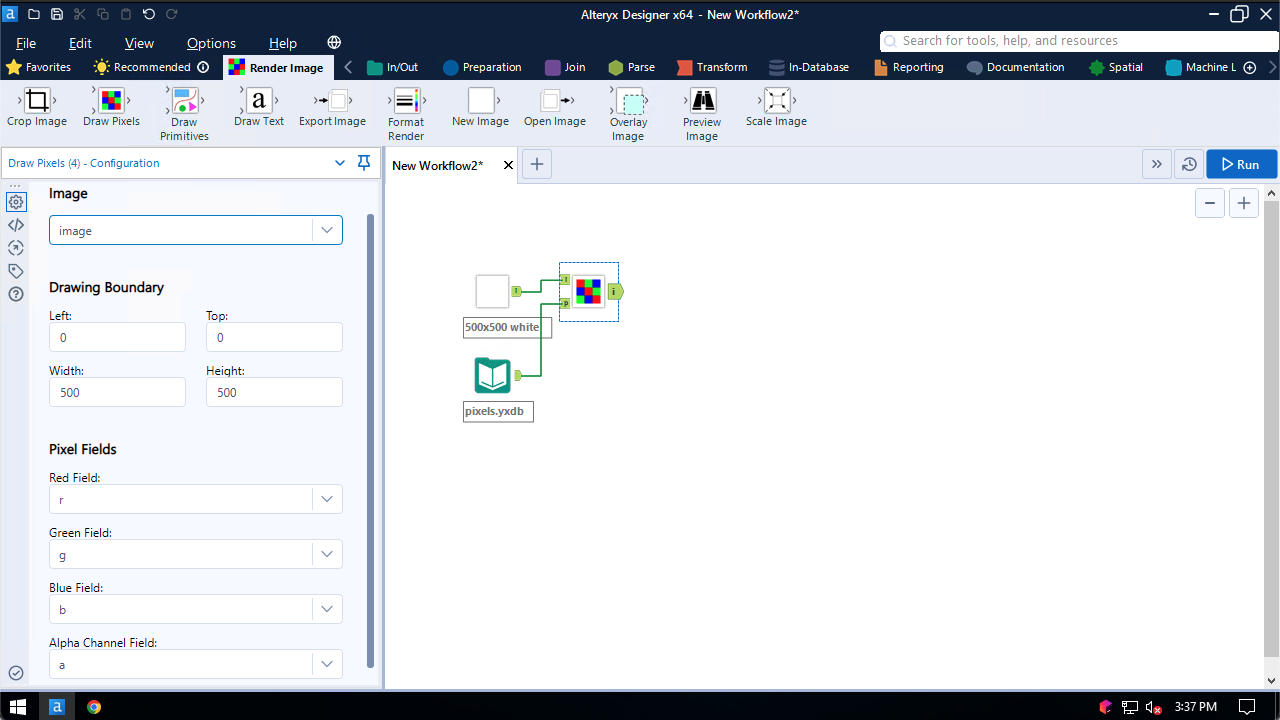 Alteryx Designer x64 - New Workflow2*
File Edit View Options Help
Search for tools, help, and resources
Favorites Recommended Render Image In/Out Preparation Join Parse Transform In-Database Reporting Documentation Spatial Machine L
Crop Image Draw Pixels Draw Primitives Draw Text Export Image Format Render New Image Open Image Overlay Image Preview Image Scale Image
Draw Pixels (4) - Configuration
New Workflow2*
Run
Image
image
Drawing Boundary
Left: Top:
0 0
Width: Height:
500 500
Pixel Fields
Red Field:
r
Green Field:
g
Blue Field:
b
Alpha Channel Field:
a
500x500 white
pixels.yxdb
3:37 PM